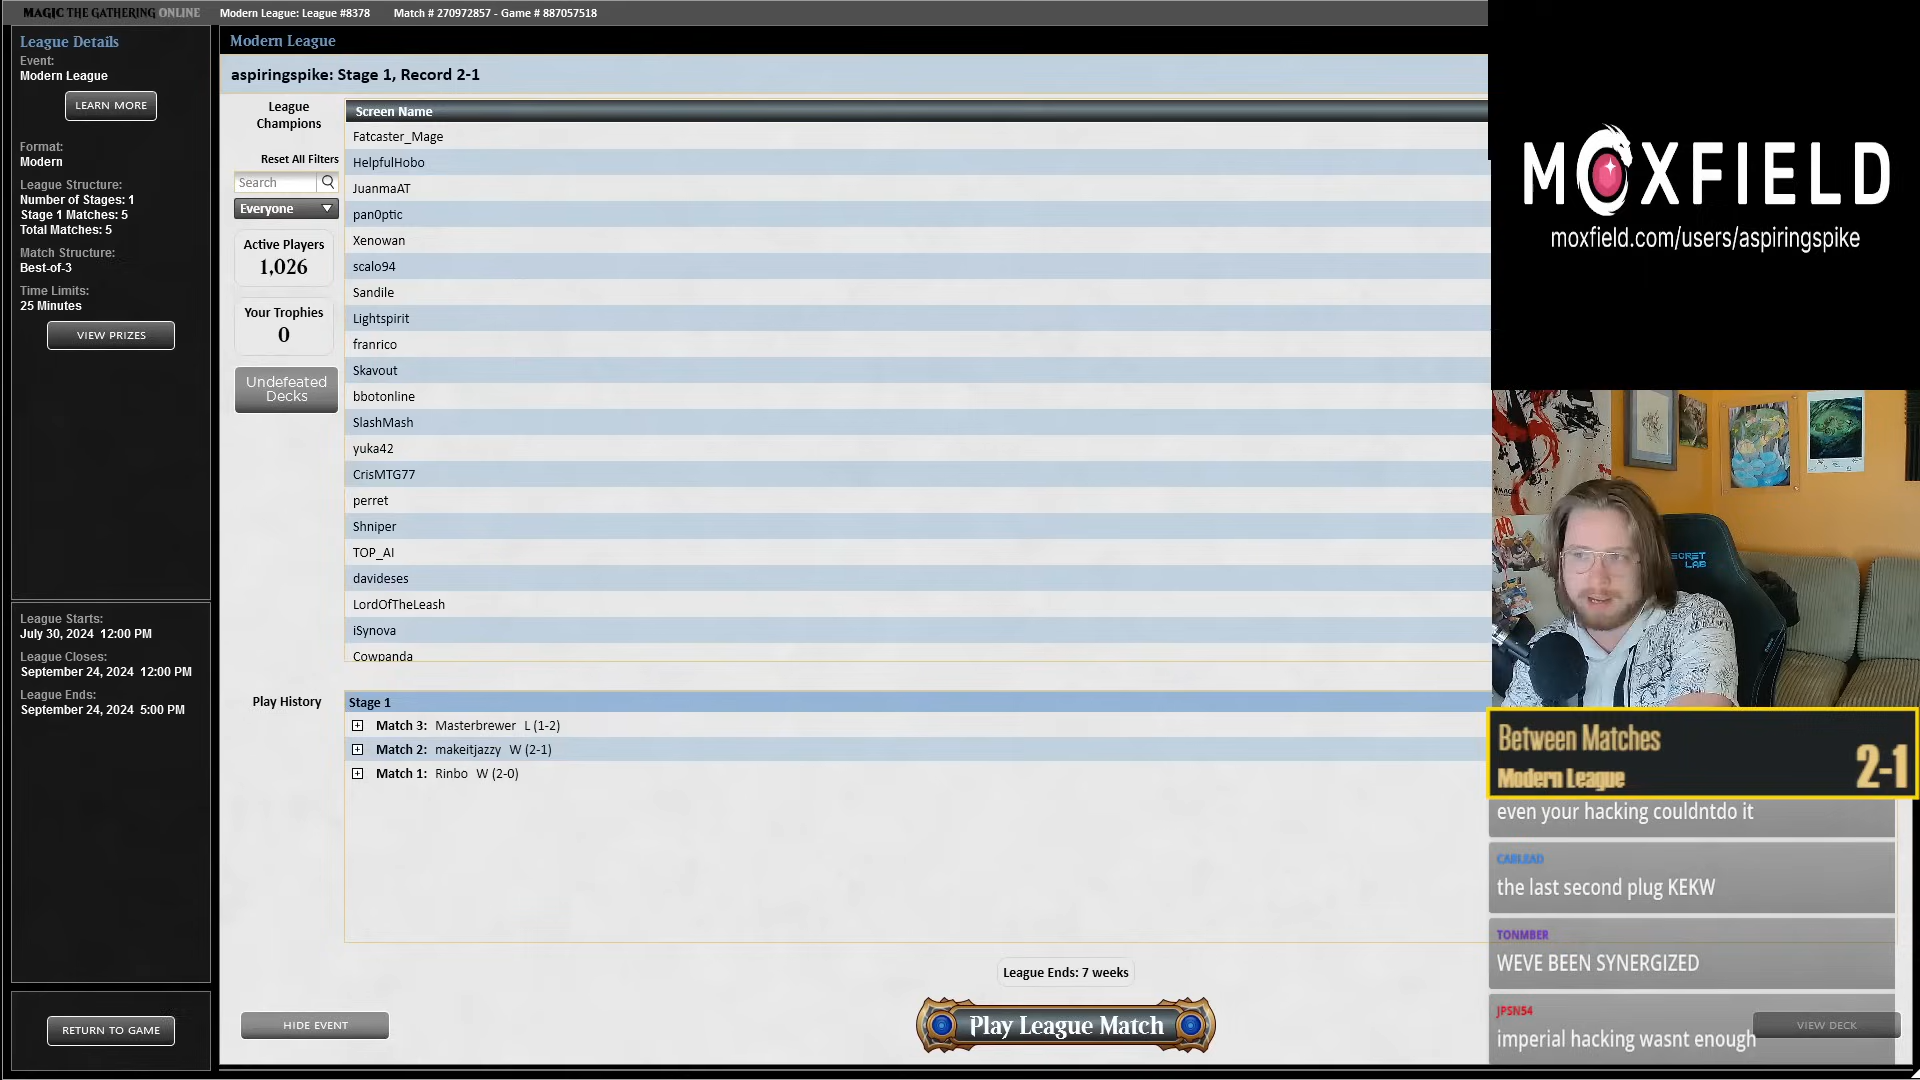 MAGIC THE GATHERING ONLINE
Modern League: League #8378
Match # 270972857 - Game # 887057518
League Details
Event:
Modern League
LEARN MORE
Format:
Modern
League Structure:
Number of Stages: 1
Stage 1 Matches: 5
Total Matches: 5
Match Structure:
Best-of-3
Time Limits:
25 Minutes
VIEW PRIZES
League Starts:
July 30, 2024 12:00 PM
League Closes:
September 24, 2024 12:00 PM
League Ends:
September 24, 2024 5:00 PM
RETURN TO GAME
Modern League
aspiringspike: Stage 1, Record 2-1
League
Champions
Reset All Filters
Search
Everyone
Active Players
1,026
Your Trophies
0
Undefeated
Decks
Screen Name
Fatcaster_Mage
HelpfulHobo
JuanmaAT
pan0ptic
Xenowan
scalo94
Sandile
Lightspirit
franrico
Skavout
bbotonline
SlashMash
yuka42
CrisMTG77
perret
Shniper
TOP_AI
davideses
LordOfTheLeash
iSynova
Cowpanda
Play History
Stage 1
Match 3: Masterbrewer L (1-2)
Match 2: makeitjazzy W (2-1)
Match 1: Rinbo W (2-0)
League Ends: 7 weeks
HIDE EVENT
Play League Match
MOXFIELD
moxfield.com/users/aspiringspike
Between Matches
Modern League
2-1
even your hacking couldntdo it
CARLEAD
the last second plug KEKW
TONMBER
WEVE BEEN SYNERGIZED
JPSN54
imperial hacking wasnt enough
VIEW DECK